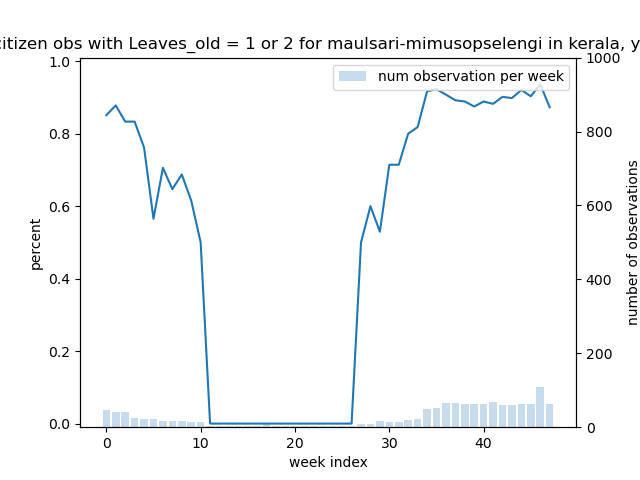 citizen obs with Leaves_old = 1 or 2 for maulsari-mimusopselengi in kerala, y
num observation per week
percent
1.0
0.8
0.6
0.4
0.2
0.0
1000
800
600
400
200
0
number of observations
0 10 20 30 40
week index